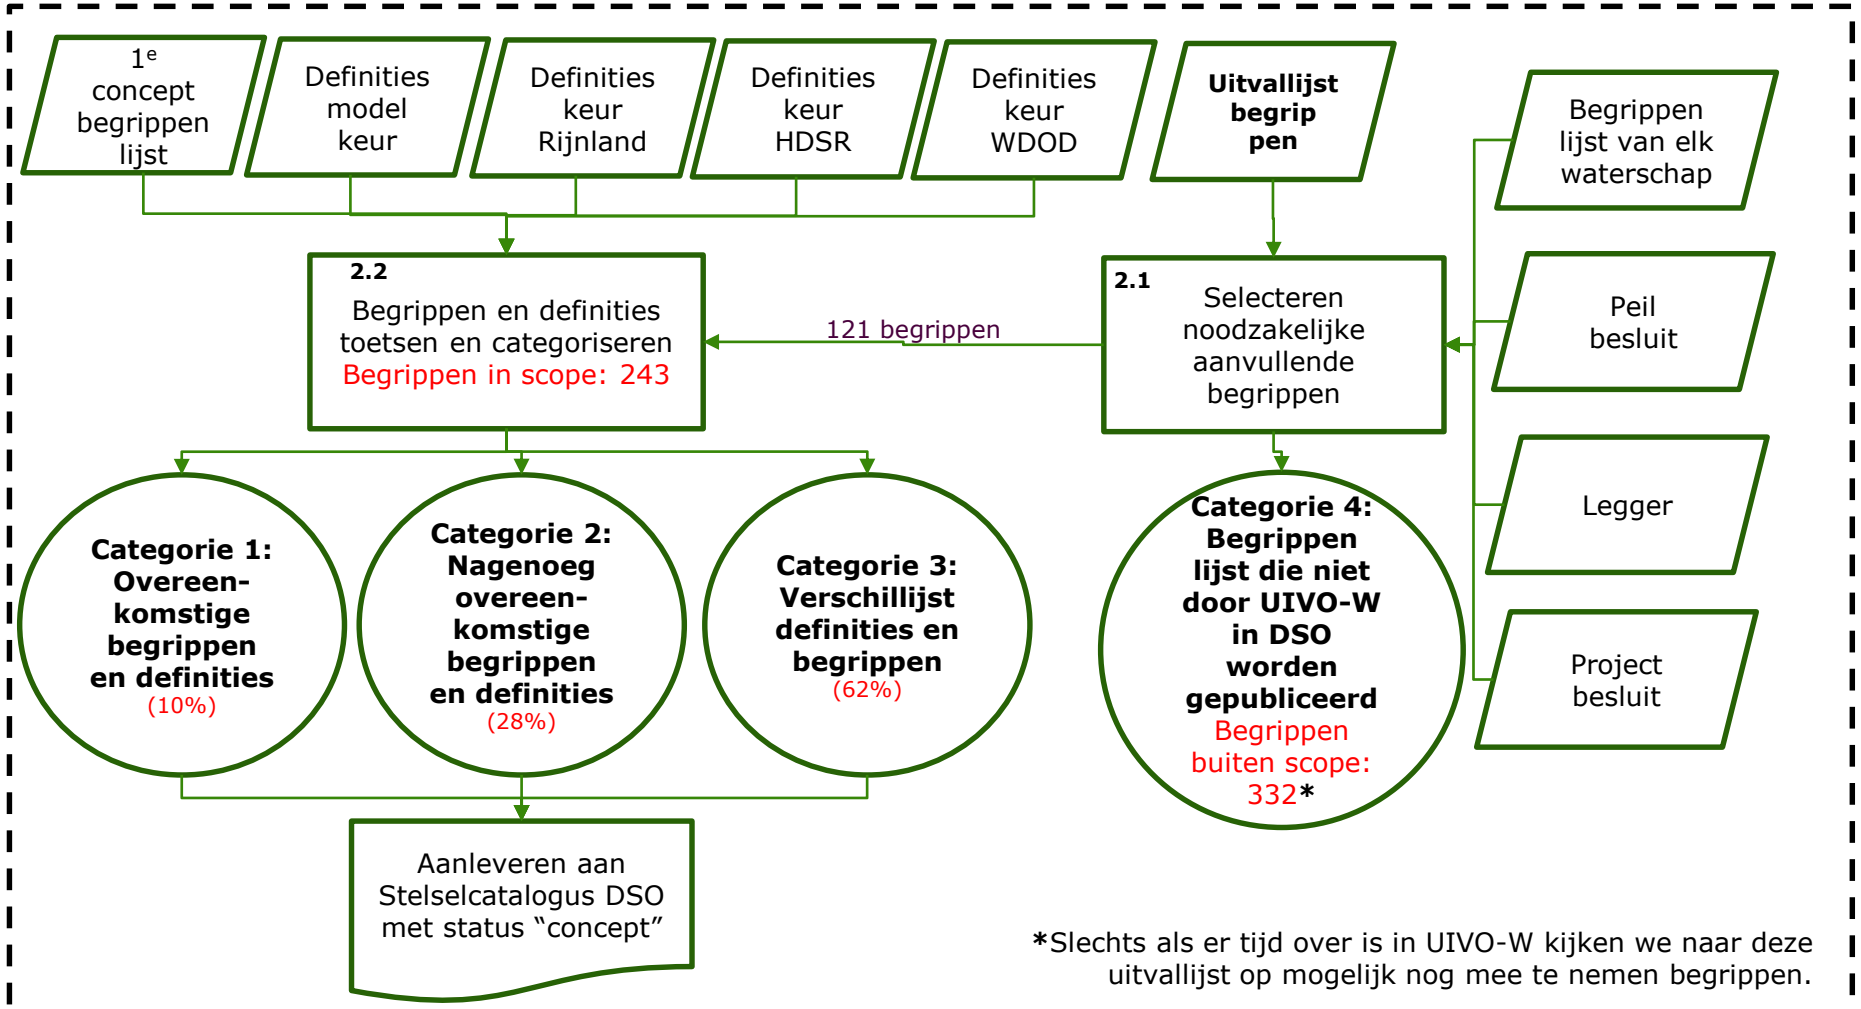 1e
concept
begrippen
lijst
Definities
model
keur
Definities
keur
Rijnland
Definities
keur
HDSR
Definities
keur
WDOD
Uitvallijst
begrip
pen
Begrippen
lijst van elk
waterschap
2.2
Begrippen en definities
toetsen en categoriseren
Begrippen in scope: 243
121 begrippen
2.1
Selecteren
noodzakelijke
aanvullende
begrippen
Peil
besluit
Legger
Project
besluit
Categorie 1:
Overeen-
komstige
begrippen
en definities
(10%)
Categorie 2:
Nagenoeg
overeen-
komstige
begrippen
en definities
(28%)
Categorie 3:
Verschillijst
definities en
begrippen
(62%)
Categorie 4:
Begrippen
lijst die niet
door UIVO-W
in DSO
worden
gepubliceerd
Begrippen
buiten scope:
332*
Aanleveren aan
Stelselcatalogus DSO
met status “concept”
*Slechts als er tijd over is in UIVO-W kijken we naar deze
uitvallijst op mogelijk nog mee te nemen begrippen.